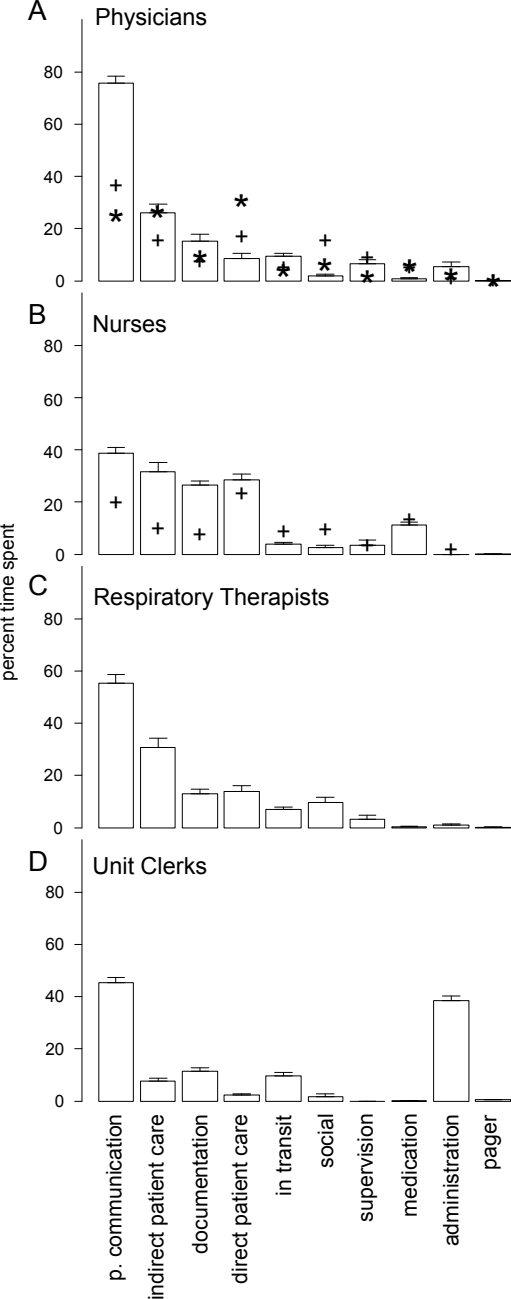 A
Physicians
80
60
40
20
0
B
Nurses
80
60
40
20
0
percent time spent
C
Respiratory Therapists
80
60
40
20
0
D
Unit Clerks
80
60
40
20
0
p. communication
indirect patient care
documentation
direct patient care
in transit
social
supervision
medication
administration
pager